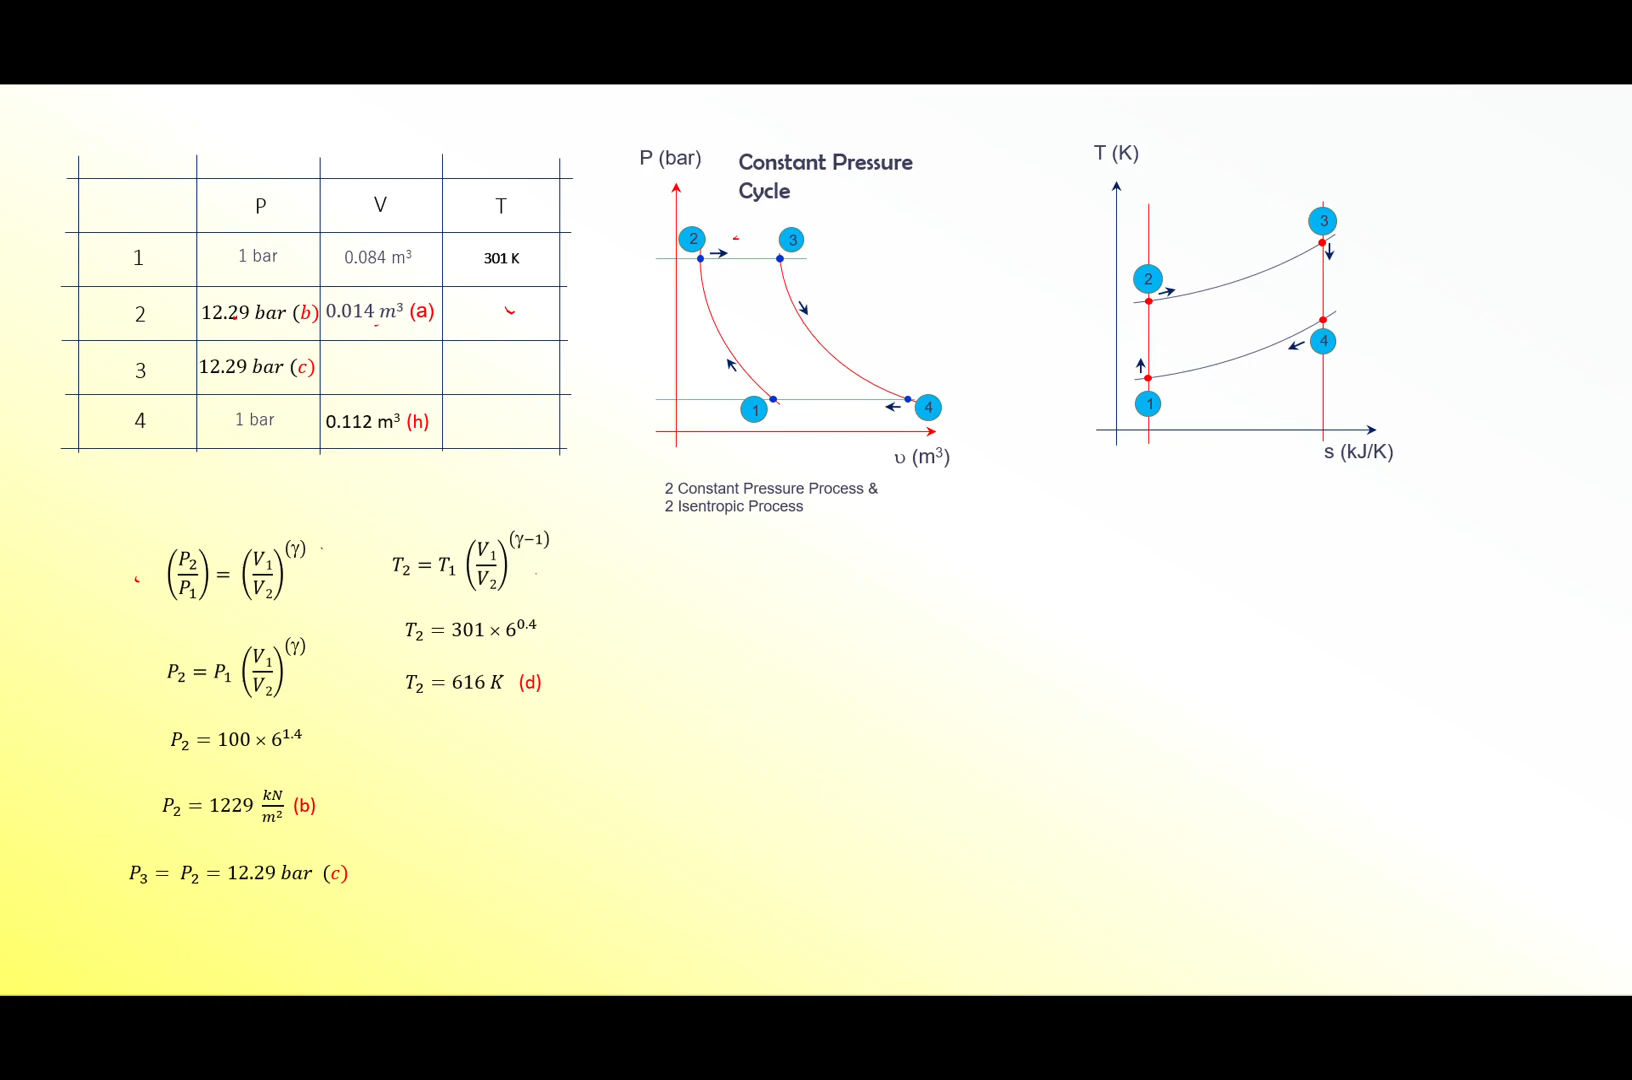 P V T
1 1 bar 0.084 m³ 301 K
2 12.29 bar (b) 0.014 m³ (a)
3 12.29 bar (c)
4 1 bar 0.112 m³ (h)
P (bar)
Constant Pressure
Cycle
2
3
1
4
υ (m³)
2 Constant Pressure Process &
2 Isentropic Process
T (K)
3
2
4
1
s (kJ/K)
(P₂/P₁) = (V₁/V₂)^(γ)
P₂ = P₁ (V₁/V₂)^(γ)
P₂ = 100 × 6^1.4
P₂ = 1229 kN/m² (b)
P₃ = P₂ = 12.29 bar (c)
T₂ = T₁ (V₁/V₂)^(γ−1)
T₂ = 301 × 6^0.4
T₂ = 616 K (d)